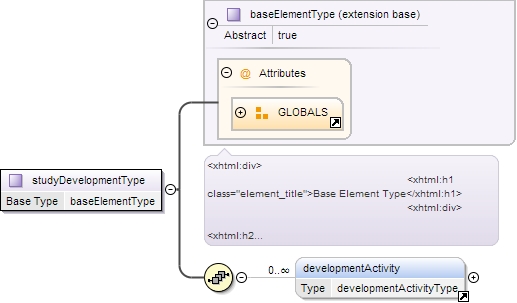 baseElementType (extension base)
Abstract true
@ Attributes
GLOBALS
<xhtml:div>
<xhtml:h1
class="element_title">Base Element Type</xhtml:h1>
<xhtml:div>
<xhtml:h2...
studyDevelopmentType
Base Type baseElementType
0..∞
developmentActivity
Type developmentActivityType